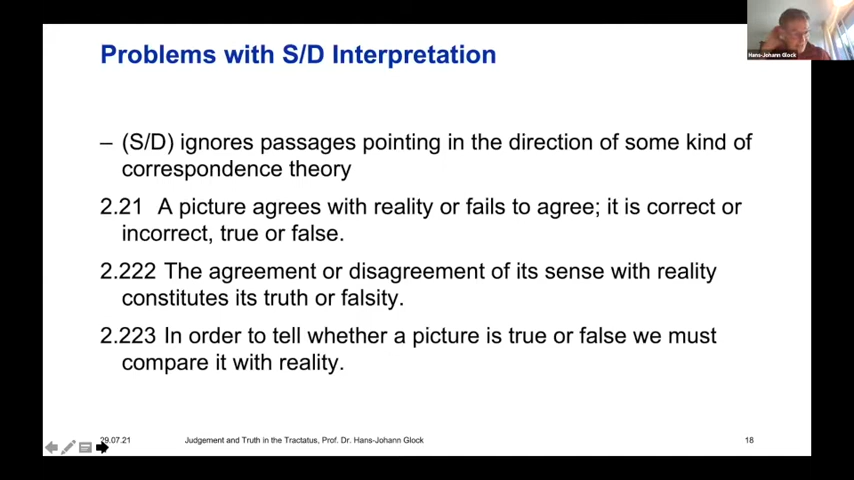 Problems with S/D Interpretation
Hans-Johann Glock
– (S/D) ignores passages pointing in the direction of some kind of
correspondence theory
2.21 A picture agrees with reality or fails to agree; it is correct or
incorrect, true or false.
2.222 The agreement or disagreement of its sense with reality
constitutes its truth or falsity.
2.223 In order to tell whether a picture is true or false we must
compare it with reality.
29.07.21 Judgement and Truth in the Tractatus, Prof. Dr. Hans-Johann Glock 18